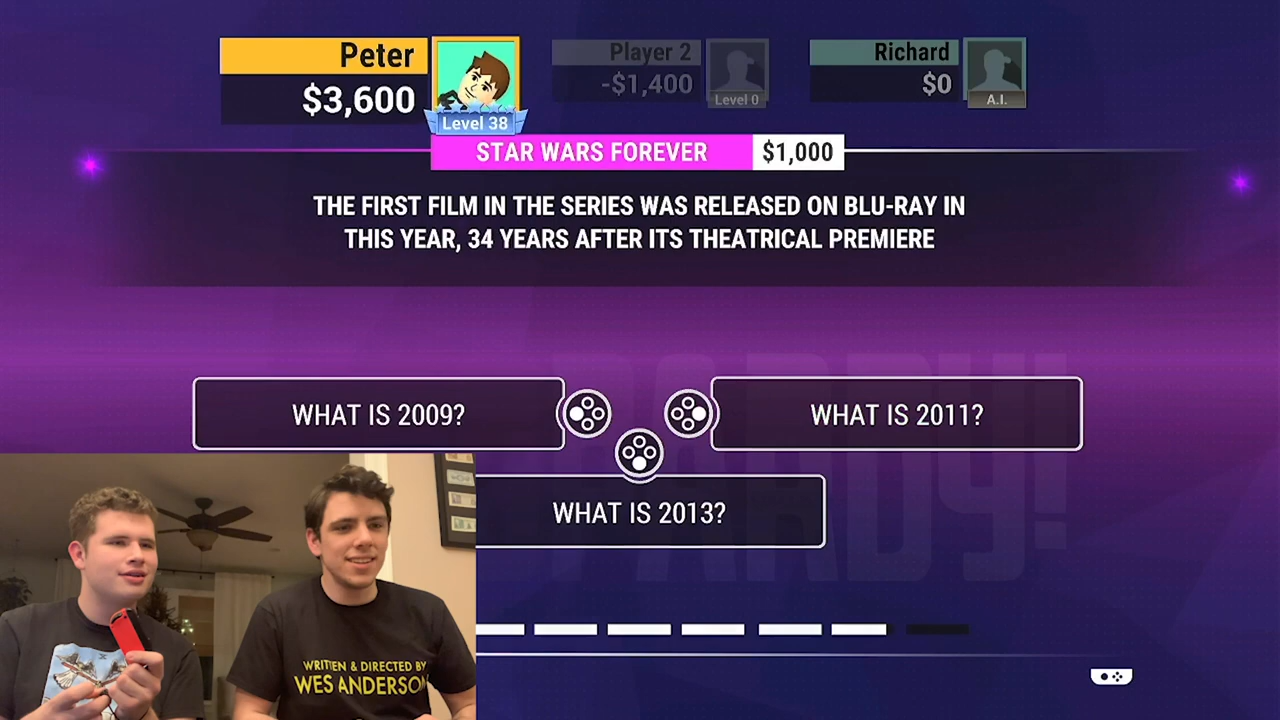 Peter
$3,600
Level 38
Player 2
-$1,400
Level 0
Richard
$0
A.I.
STAR WARS FOREVER $1,000
THE FIRST FILM IN THE SERIES WAS RELEASED ON BLU-RAY IN
THIS YEAR, 34 YEARS AFTER ITS THEATRICAL PREMIERE
PARDY!
WHAT IS 2009?
WHAT IS 2011?
WHAT IS 2013?
WRITTEN & DIRECTED BY
WES ANDERSON